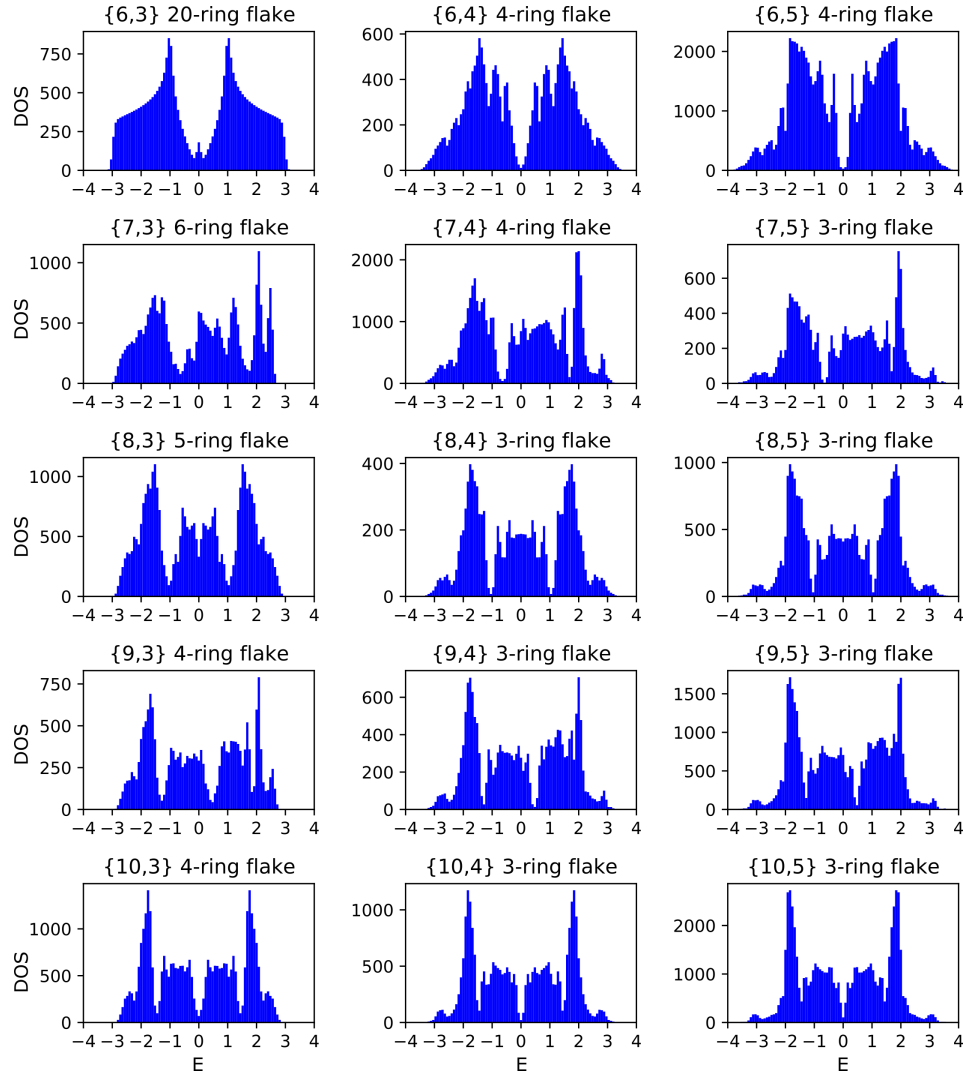 {6,3} 20-ring flake {6,4} 4-ring flake {6,5} 4-ring flake
DOS
750
500
250
0
−4 −3 −2 −1 0 1 2 3 4
600
400
200
0
−4 −3 −2 −1 0 1 2 3 4
2000
1000
0
−4 −3 −2 −1 0 1 2 3 4
{7,3} 6-ring flake {7,4} 4-ring flake {7,5} 3-ring flake
DOS
1000
500
0
−4 −3 −2 −1 0 1 2 3 4
2000
1000
0
−4 −3 −2 −1 0 1 2 3 4
600
400
200
0
−4 −3 −2 −1 0 1 2 3 4
{8,3} 5-ring flake {8,4} 3-ring flake {8,5} 3-ring flake
DOS
1000
500
0
−4 −3 −2 −1 0 1 2 3 4
400
200
0
−4 −3 −2 −1 0 1 2 3 4
1000
500
0
−4 −3 −2 −1 0 1 2 3 4
{9,3} 4-ring flake {9,4} 3-ring flake {9,5} 3-ring flake
DOS
750
500
250
0
−4 −3 −2 −1 0 1 2 3 4
600
400
200
0
−4 −3 −2 −1 0 1 2 3 4
1500
1000
500
0
−4 −3 −2 −1 0 1 2 3 4
{10,3} 4-ring flake {10,4} 3-ring flake {10,5} 3-ring flake
DOS
1000
500
0
−4 −3 −2 −1 0 1 2 3 4
E
1000
500
0
−4 −3 −2 −1 0 1 2 3 4
E
2000
1000
0
−4 −3 −2 −1 0 1 2 3 4
E